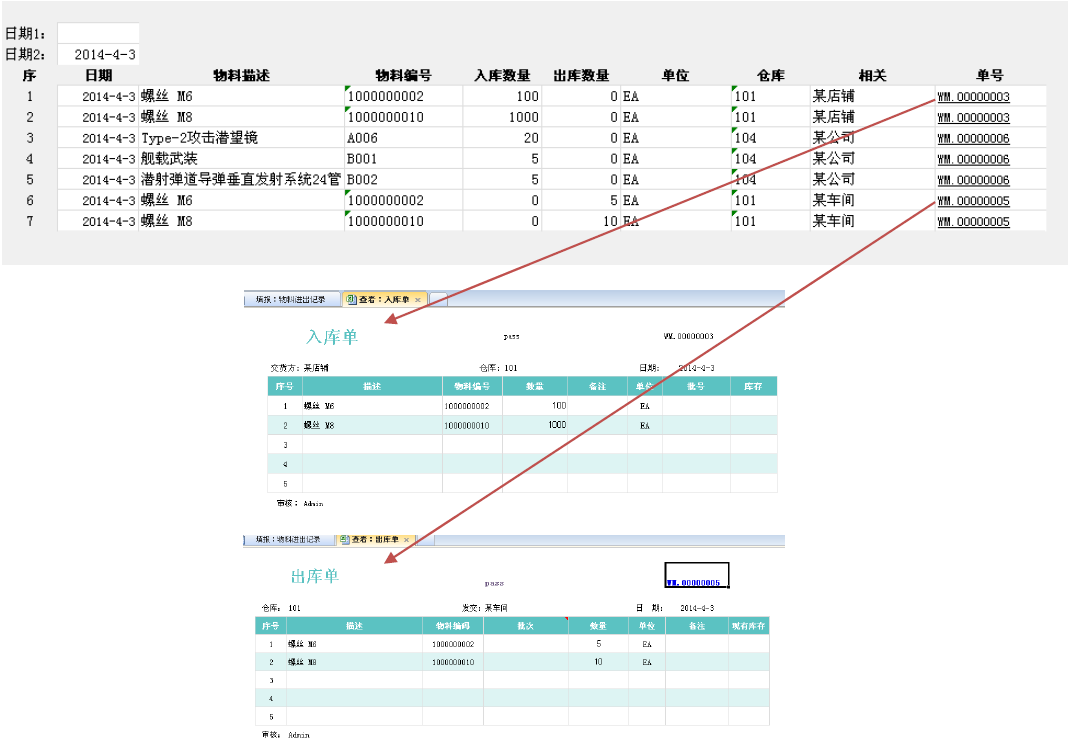 日期1:
日期2: 2014-4-3
序 日期 物料描述 物料编号 入库数量 出库数量 单位 仓库 相关 单号
1 2014-4-3 螺丝 M6 1000000002 100 0 EA 101 某店铺 WM.00000003
2 2014-4-3 螺丝 M8 1000000010 1000 0 EA 101 某店铺 WM.00000003
3 2014-4-3 Type-2攻击潜望镜 A006 20 0 EA 104 某公司 WM.00000006
4 2014-4-3 舰载武装 B001 5 0 EA 104 某公司 WM.00000006
5 2014-4-3 潜射弹道导弹垂直发射系统24管 B002 5 0 EA 104 某公司 WM.00000006
6 2014-4-3 螺丝 M6 1000000002 0 5 EA 101 某车间 WM.00000005
7 2014-4-3 螺丝 M8 1000000010 0 10 EA 101 某车间 WM.00000005
填报:物料进出记录 查看:入库单 ×
入库单 pass WM.00000003
交货方: 某店铺 仓库: 101 日期: 2014-4-3
序号 描述 物料编号 数量 备注 单位 批号 库存
1 螺丝 M6 1000000002 100 EA
2 螺丝 M8 1000000010 1000 EA
3
4
5
审核: Admin
填报:物料进出记录 查看:出库单 ×
出库单 pass WM.00000005
仓库: 101 发交: 某车间 日 期: 2014-4-3
序号 描述 物料编码 批次 数量 单位 备注 现有库存
1 螺丝 M6 1000000002 5 EA
2 螺丝 M8 1000000010 10 EA
3
4
5
审核: Admin